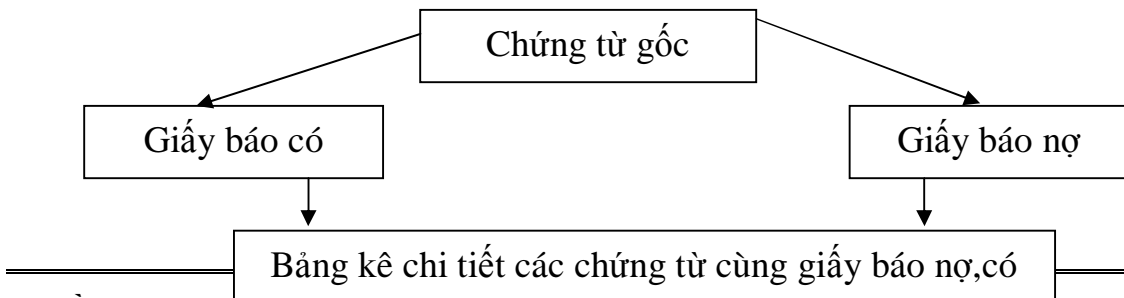 Chứng từ gốc
Giấy báo có
Giấy báo nợ
Bảng kê chi tiết các chứng từ cùng giấy báo nợ,có